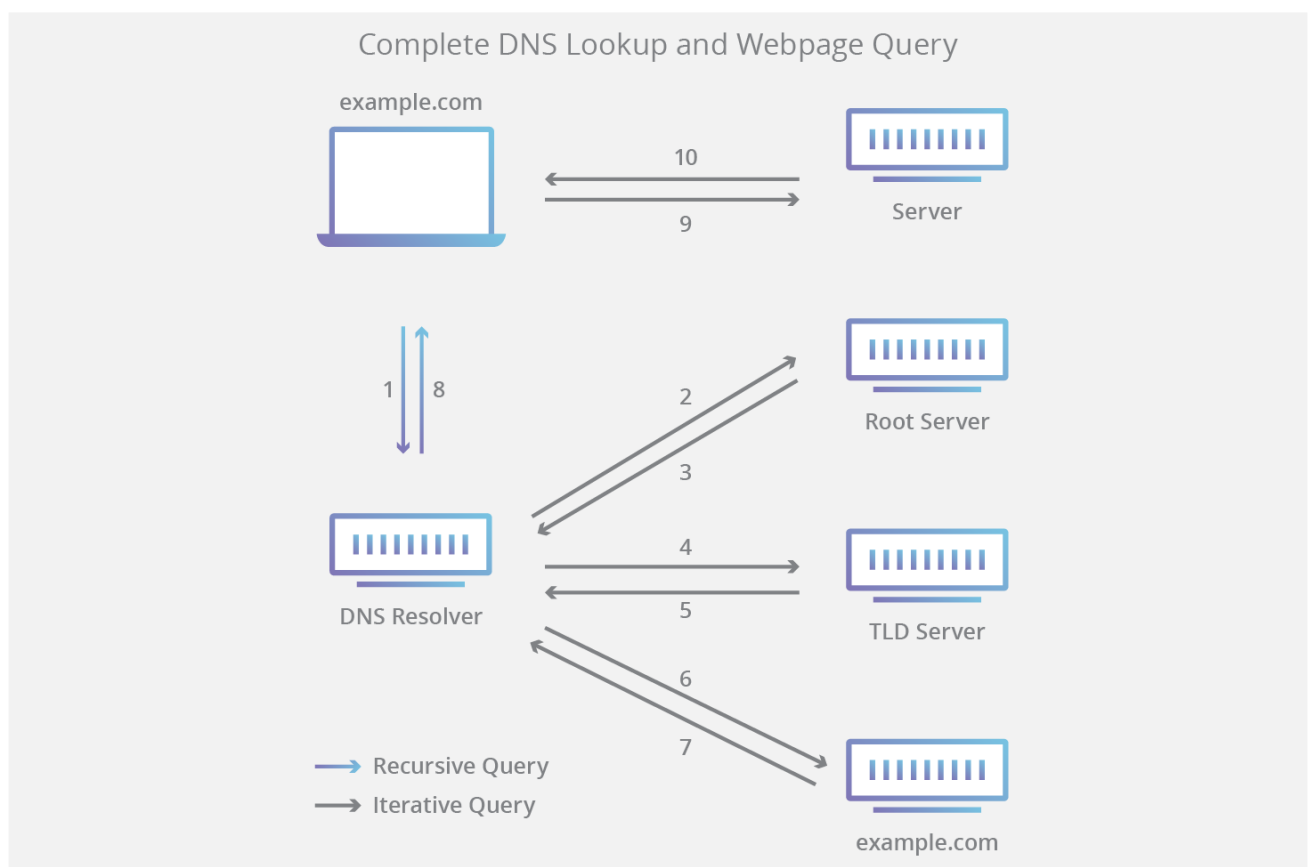 Complete DNS Lookup and Webpage Query
example.com
10
9
Server
1
8
2
3
Root Server
DNS Resolver
4
5
TLD Server
6
7
Recursive Query
Iterative Query
example.com